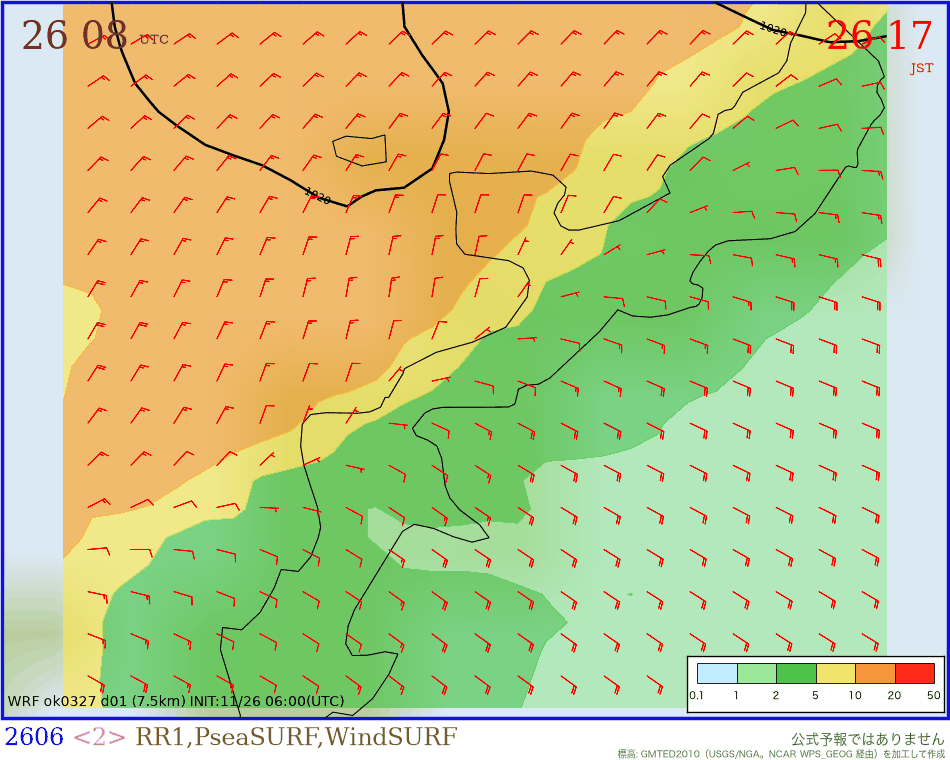 26 08 UTC
26 17
JST
1020
1020
WRF ok0327 d01 (7.5km) INIT:11/26 06:00(UTC)
0.1 1 2 5 10 20 50
2606 <2> RR1,PseaSURF,WindSURF
公式予報ではありません
標高: GMTED2010（USGS/NGA。NCAR WPS_GEOG 経由）を加工して作成